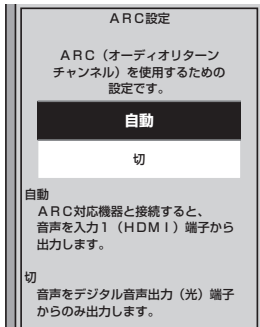 ARC設定
ARC(オーディオリターン
チャンネル)を使用するための
設定です。
自動
切
自動
ARC対応機器と接続すると、
音声を入力1(HDMI)端子から
出力します。
切
音声をデジタル音声出力(光)端子
からのみ出力します。